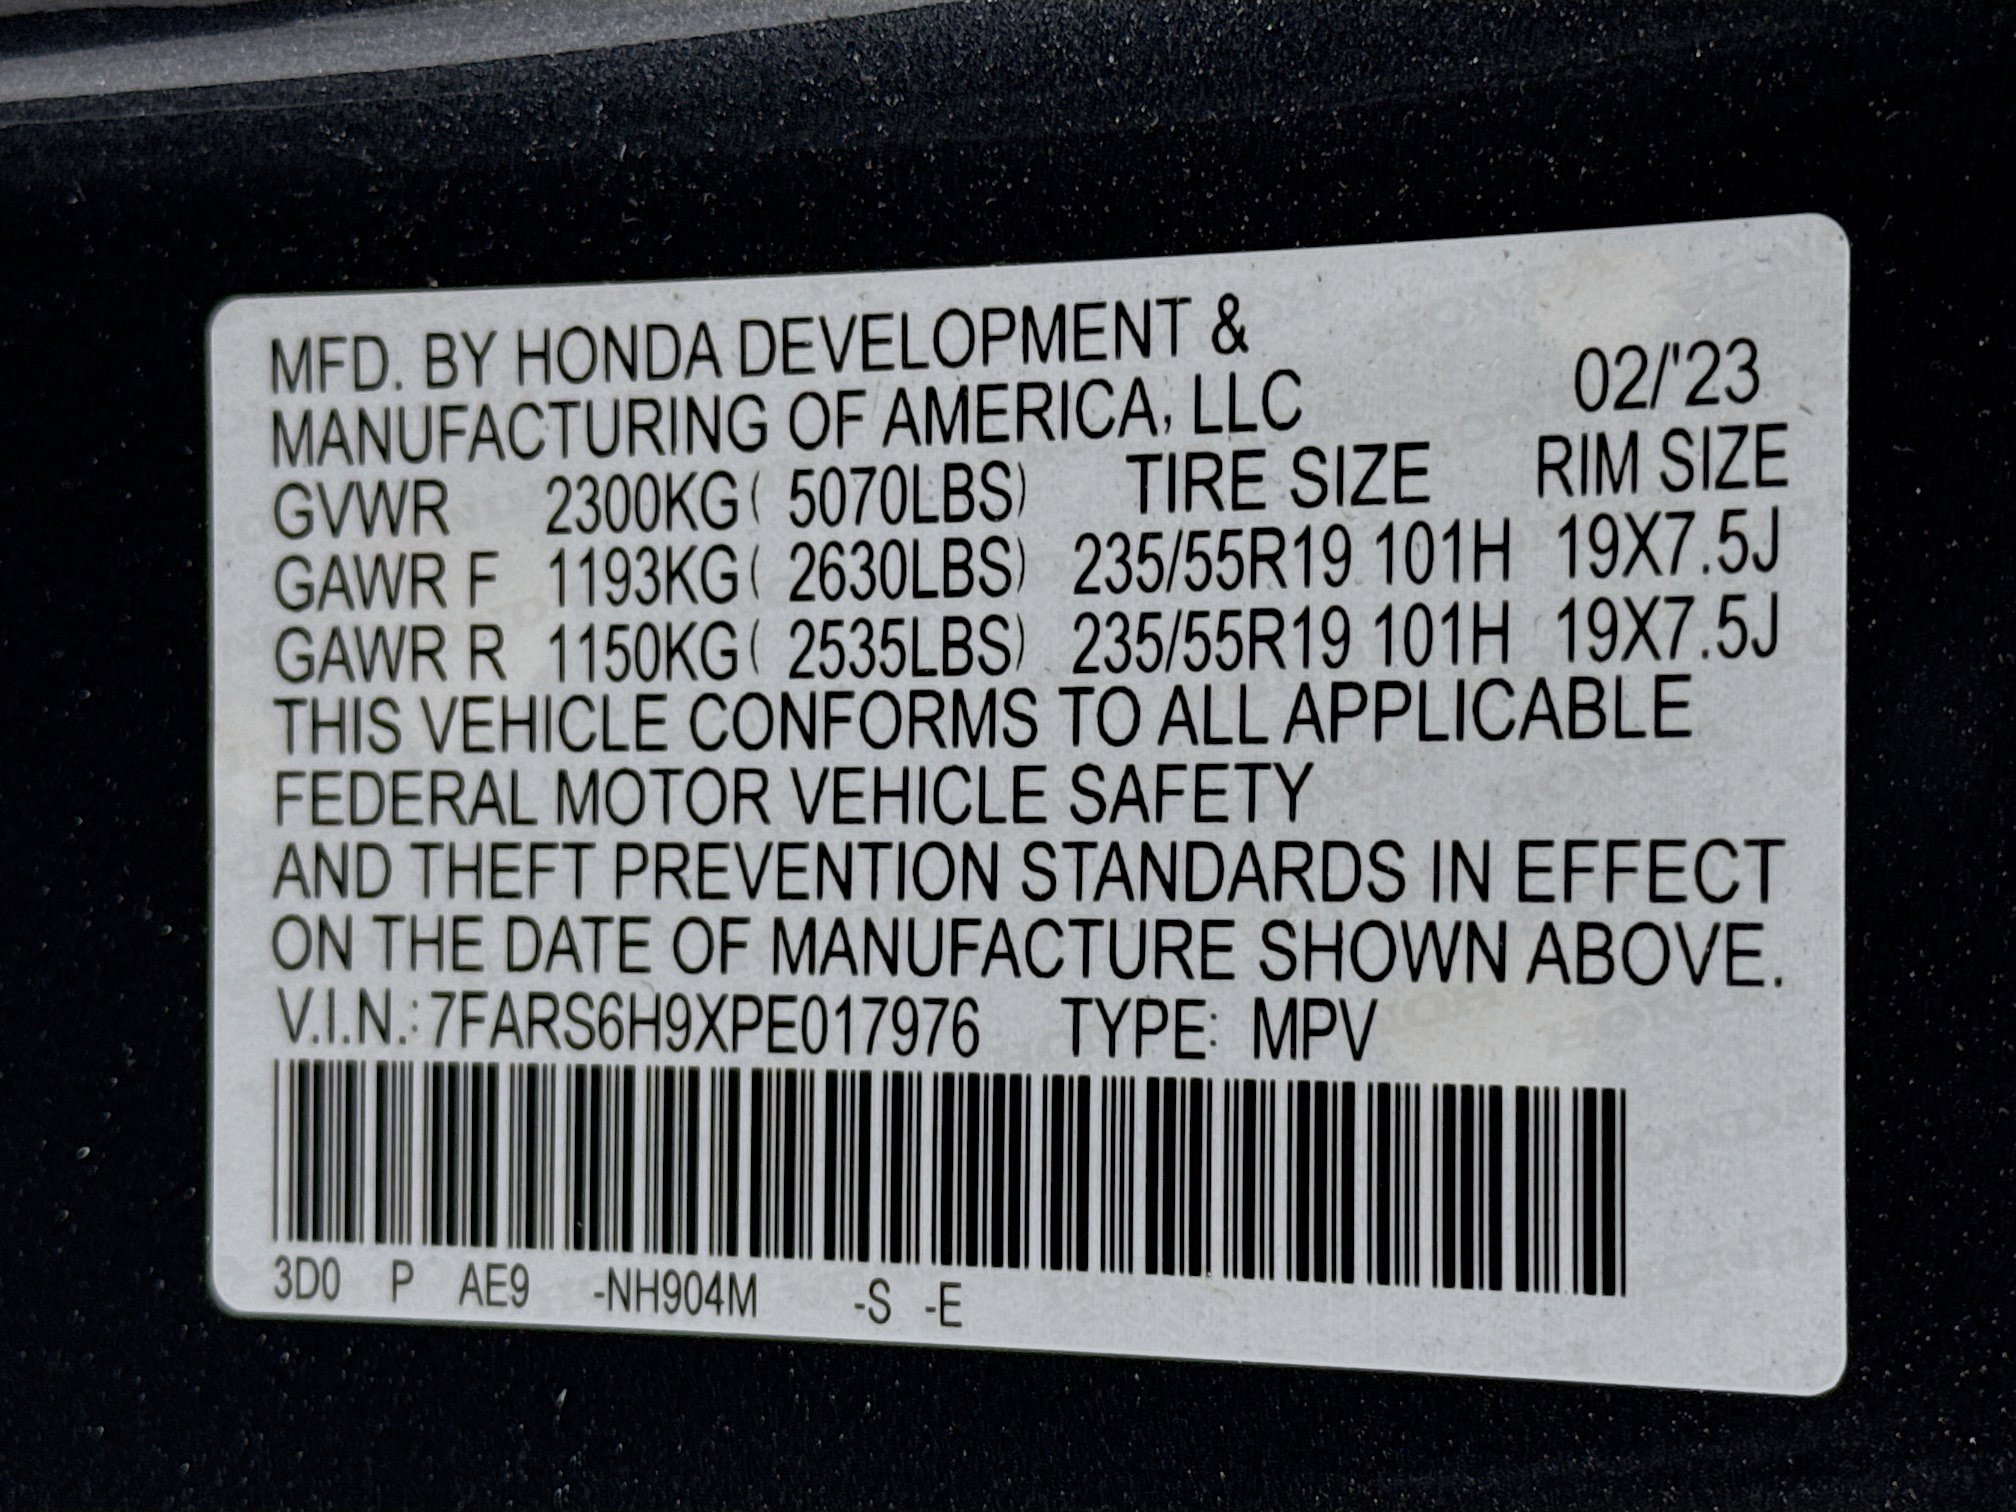 MFD. BY HONDA DEVELOPMENT &
MANUFACTURING OF AMERICA, LLC 02/'23
GVWR 2300KG( 5070LBS) TIRE SIZE RIM SIZE
GAWR F 1193KG( 2630LBS) 235/55R19 101H 19X7.5J
GAWR R 1150KG( 2535LBS) 235/55R19 101H 19X7.5J
THIS VEHICLE CONFORMS TO ALL APPLICABLE
FEDERAL MOTOR VEHICLE SAFETY
AND THEFT PREVENTION STANDARDS IN EFFECT
ON THE DATE OF MANUFACTURE SHOWN ABOVE.
V.I.N.: 7FARS6H9XPE017976 TYPE: MPV
3D0 P AE9 -NH904M -S -E